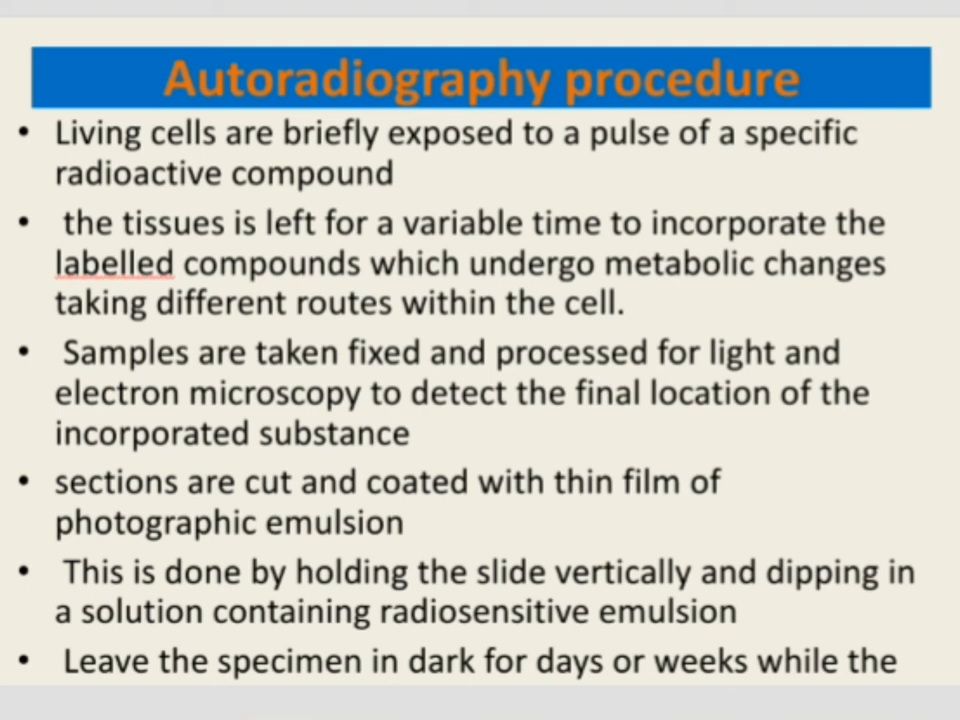 Autoradiography procedure
• Living cells are briefly exposed to a pulse of a specific
radioactive compound
• the tissues is left for a variable time to incorporate the
labelled compounds which undergo metabolic changes
taking different routes within the cell.
• Samples are taken fixed and processed for light and
electron microscopy to detect the final location of the
incorporated substance
• sections are cut and coated with thin film of
photographic emulsion
• This is done by holding the slide vertically and dipping in
a solution containing radiosensitive emulsion
• Leave the specimen in dark for days or weeks while the